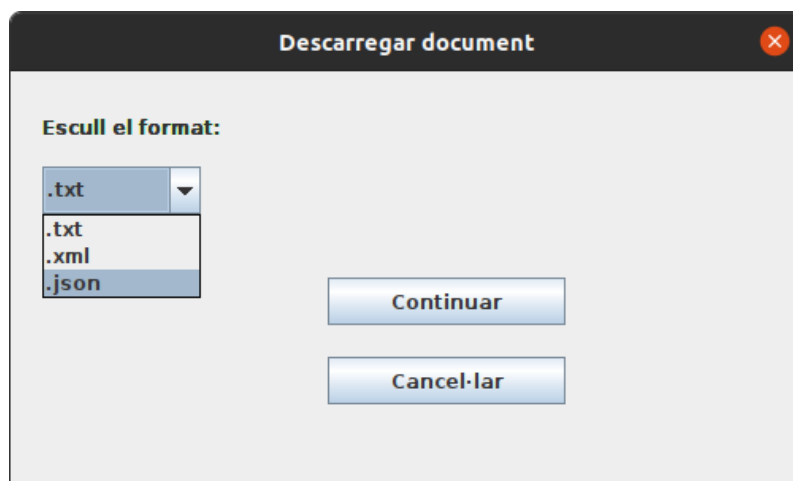 Descarregar document
Escull el format:
.txt
.txt
.xml
.json
Continuar
Cancel·lar